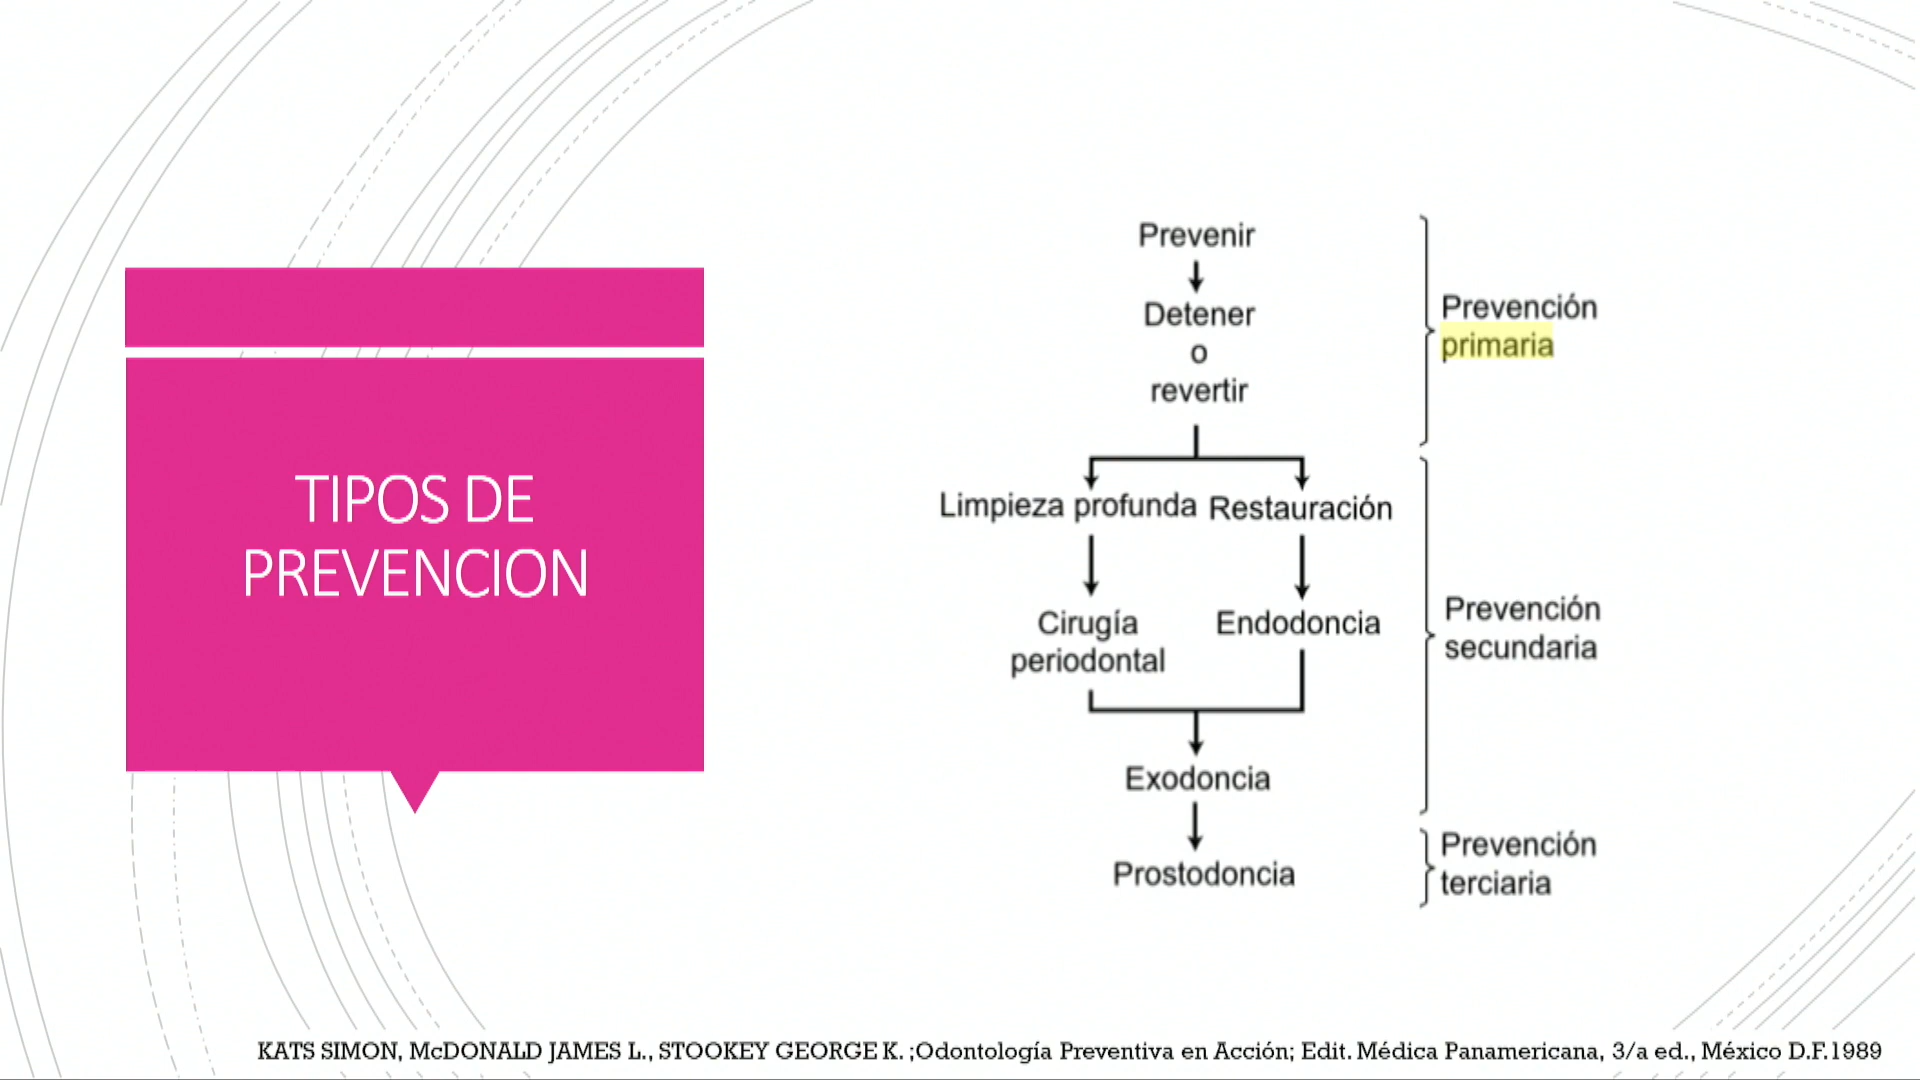 TIPOS DE
PREVENCION
Prevenir
Detener
o
revertir
Prevención
primaria
Limpieza profunda Restauración
Cirugía
periodontal
Endodoncia
Exodoncia
Prevención
secundaria
Prostodoncia
Prevención
terciaria
KATS SIMON, McDONALD JAMES L., STOOKEY GEORGE K. ;Odontología Preventiva en Acción; Edit. Médica Panamericana, 3/a ed., México D.F.1989